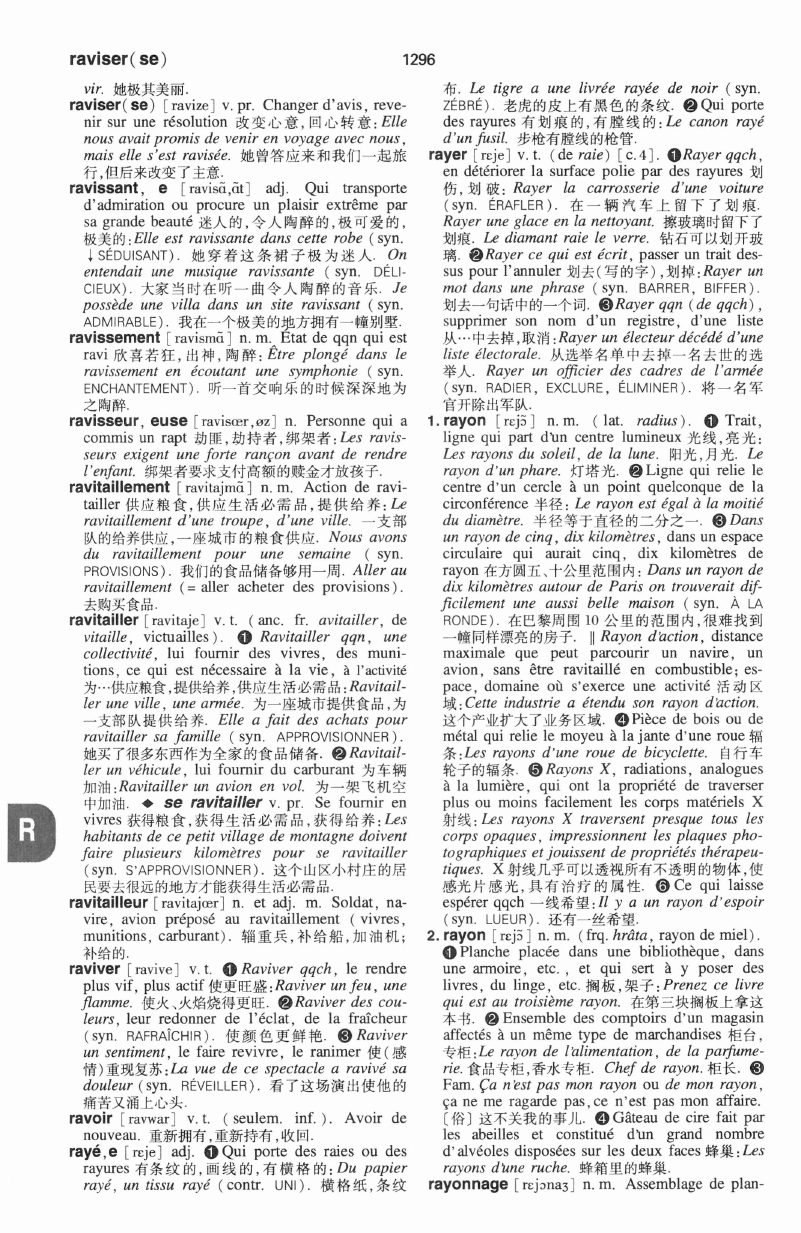 raviser(se)
1296
vir. 她极其美丽.
raviser(se) [ravize] v. pr. Changer d'avis, reve-
nir sur une résolution 改变心意,回心转意:Elle
nous avait promis de venir en voyage avec nous,
mais elle s'est ravisée. 她曾答应来和我们一起旅
行,但后来改变了主意.
ravissant, e [ravisɑ̃,ɑ̃t] adj. Qui transporte
d'admiration ou procure un plaisir extrême par
sa grande beauté 迷人的,令人陶醉的,极可爱的,
极美的:Elle est ravissante dans cette robe (syn.
↓SÉDUISANT). 她穿着这条裙子极为迷人. On
entendait une musique ravissante (syn. DÉLI-
CIEUX). 大家当时在听一曲令人陶醉的音乐. Je
possède une villa dans un site ravissant (syn.
ADMIRABLE). 我在一个极美的地方拥有一幢别墅.
ravissement [ravismɑ̃] n. m. État de qqn qui est
ravi 欣喜若狂,出神,陶醉:Être plongé dans le
ravissement en écoutant une symphonie (syn.
ENCHANTEMENT). 听一首交响乐的时候深深地为
之陶醉.
ravisseur, euse [ravisœr,øz] n. Personne qui a
commis un rapt 劫匪,劫持者,绑架者:Les ravis-
seurs exigent une forte rançon avant de rendre
l'enfant. 绑架者要求支付高额的赎金才放孩子.
ravitaillement [ravitajmɑ̃] n. m. Action de ravi-
tailler 供应粮食,供应生活必需品,提供给养:Le
ravitaillement d'une troupe, d'une ville. 一支部
队的给养供应,一座城市的粮食供应. Nous avons
du ravitaillement pour une semaine (syn.
PROVISIONS). 我们的食品储备够用一周. Aller au
ravitaillement (= aller acheter des provisions).
去购买食品.
ravitailler [ravitaje] v. t. (anc. fr. avitailler, de
vitaille, victuailles). ❶ Ravitailler qqn, une
collectivité, lui fournir des vivres, des muni-
tions, ce qui est nécessaire à la vie, à l'activité
为…供应粮食,提供给养,供应生活必需品:Ravitail-
ler une ville, une armée. 为一座城市提供食品,为
一支部队提供给养. Elle a fait des achats pour
ravitailler sa famille (syn. APPROVISIONNER).
她买了很多东西作为全家的食品储备. ❷Ravitail-
ler un véhicule, lui fournir du carburant 为车辆
加油:Ravitailler un avion en vol. 为一架飞机空
中加油. ◆ se ravitailler v. pr. Se fournir en
vivres 获得粮食,获得生活必需品,获得给养:Les
habitants de ce petit village de montagne doivent
faire plusieurs kilomètres pour se ravitailler
(syn. S'APPROVISIONNER). 这个山区小村庄的居
民要去很远的地方才能获得生活必需品.
ravitailleur [ravitajœr] n. et adj. m. Soldat, na-
vire, avion préposé au ravitaillement (vivres,
munitions, carburant). 辎重兵,补给船,加油机;
补给的.
raviver [ravive] v. t. ❶ Raviver qqch, le rendre
plus vif, plus actif 使更旺盛:Raviver un feu, une
flamme. 使火、火焰烧得更旺. ❷Raviver des cou-
leurs, leur redonner de l'éclat, de la fraîcheur
(syn. RAFRAÎCHIR). 使颜色更鲜艳. ❸ Raviver
un sentiment, le faire revivre, le ranimer 使(感
情)重现复苏:La vue de ce spectacle a ravivé sa
douleur (syn. RÉVEILLER). 看了这场演出使他的
痛苦又涌上心头.
ravoir [ravwar] v. t. (seulem. inf.). Avoir de
nouveau. 重新拥有,重新持有,收回.
rayé,e [rɛje] adj. ❶Qui porte des raies ou des
rayures 有条纹的,画线的,有横格的:Du papier
rayé, un tissu rayé (contr. UNI). 横格纸,条纹
R
布. Le tigre a une livrée rayée de noir (syn.
ZÉBRÉ). 老虎的皮上有黑色的条纹. ❷Qui porte
des rayures 有划痕的,有膛线的:Le canon rayé
d'un fusil. 步枪有膛线的枪管.
rayer [rɛje] v. t. (de raie) [c. 4]. ❶Rayer qqch,
en détériorer la surface polie par des rayures 划
伤,划破: Rayer la carrosserie d'une voiture
(syn. ÉRAFLER). 在一辆汽车上留下了划痕.
Rayer une glace en la nettoyant. 擦玻璃时留下了
划痕. Le diamant raie le verre. 钻石可以划开玻
璃. ❷Rayer ce qui est écrit, passer un trait des-
sus pour l'annuler 划去(写的字),划掉:Rayer un
mot dans une phrase (syn. BARRER, BIFFER).
划去一句话中的一个词. ❸Rayer qqn (de qqch),
supprimer son nom d'un registre, d'une liste
从…中去掉,取消:Rayer un électeur décédé d'une
liste électorale. 从选举名单中去掉一名去世的选
举人. Rayer un officier des cadres de l'armée
(syn. RADIER, EXCLURE, ÉLIMINER). 将一名军
官开除出军队.
1. rayon [rɛjɔ̃] n. m. (lat. radius). ❶ Trait,
ligne qui part d'un centre lumineux 光线,亮光:
Les rayons du soleil, de la lune. 阳光,月光. Le
rayon d'un phare. 灯塔光. ❷Ligne qui relie le
centre d'un cercle à un point quelconque de la
circonférence 半径: Le rayon est égal à la moitié
du diamètre. 半径等于直径的二分之一. ❸Dans
un rayon de cinq, dix kilomètres, dans un espace
circulaire qui aurait cinq, dix kilomètres de
rayon 在方圆五、十公里范围内: Dans un rayon de
dix kilomètres autour de Paris on trouverait dif-
ficilement une aussi belle maison (syn. À LA
RONDE). 在巴黎周围 10 公里的范围内,很难找到
一幢同样漂亮的房子. ‖ Rayon d'action, distance
maximale que peut parcourir un navire, un
avion, sans être ravitaillé en combustible; es-
pace, domaine où s'exerce une activité 活动区
域:Cette industrie a étendu son rayon d'action.
这个产业扩大了业务区域. ❹Pièce de bois ou de
métal qui relie le moyeu à la jante d'une roue 辐
条:Les rayons d'une roue de bicyclette. 自行车
轮子的辐条. ❺Rayons X, radiations, analogues
à la lumière, qui ont la propriété de traverser
plus ou moins facilement les corps matériels X
射线: Les rayons X traversent presque tous les
corps opaques, impressionnent les plaques pho-
tographiques et jouissent de propriétés thérapeu-
tiques. X 射线几乎可以透视所有不透明的物体,使
感光片感光,具有治疗的属性. ❻Ce qui laisse
espérer qqch 一线希望:Il y a un rayon d'espoir
(syn. LUEUR). 还有一丝希望.
2. rayon [rɛjɔ̃] n. m. (frq. hrâta, rayon de miel).
❶Planche placée dans une bibliothèque, dans
une armoire, etc., et qui sert à y poser des
livres, du linge, etc. 搁板,架子:Prenez ce livre
qui est au troisième rayon. 在第三块搁板上拿这
本书. ❷Ensemble des comptoirs d'un magasin
affectés à un même type de marchandises 柜台,
专柜:Le rayon de l'alimentation, de la parfume-
rie. 食品专柜,香水专柜. Chef de rayon. 柜长. ❸
Fam. Ça n'est pas mon rayon ou de mon rayon,
ça ne me ragarde pas, ce n'est pas mon affaire.
〔俗〕这不关我的事儿. ❹Gâteau de cire fait par
les abeilles et constitué d'un grand nombre
d'alvéoles disposées sur les deux faces 蜂巢:Les
rayons d'une ruche. 蜂箱里的蜂巢.
rayonnage [rɛjɔnaʒ] n. m. Assemblage de plan-